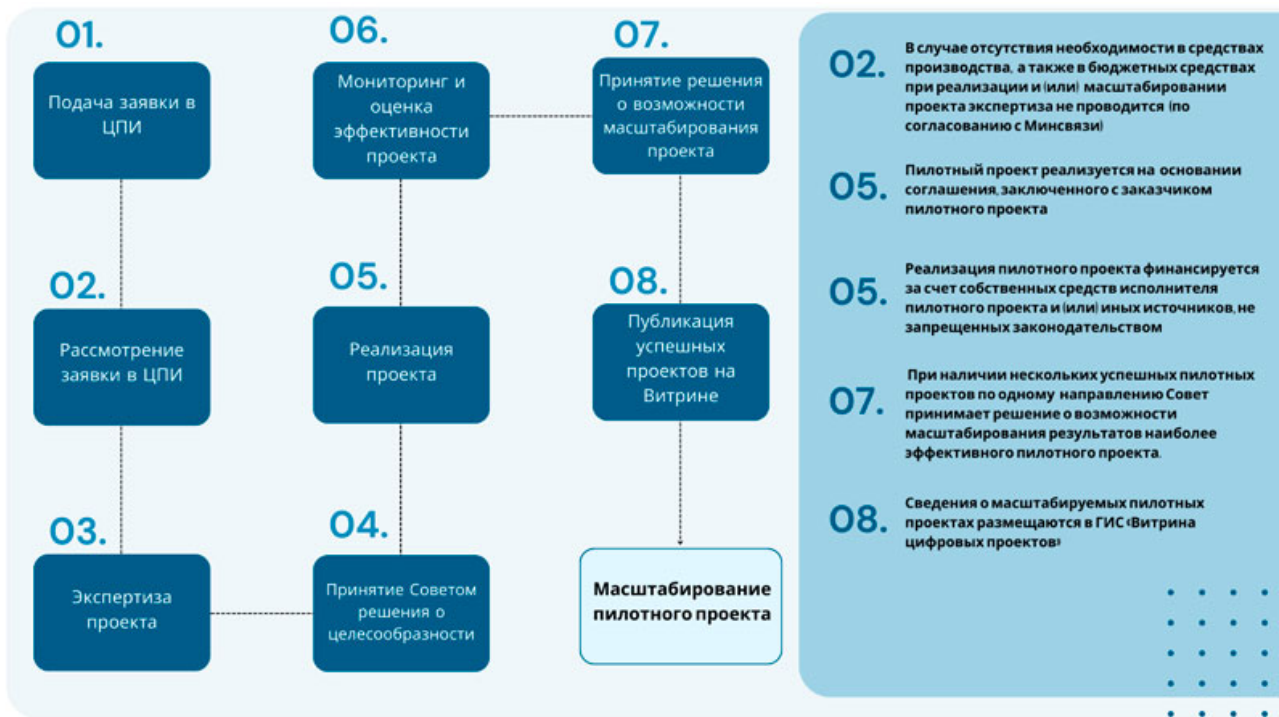 01.
Подача заявки в
ЦПИ
02.
Рассмотрение
заявки в ЦПИ
03.
Экспертиза
проекта
04.
Принятие Советом
решения о
целесообразности
05.
Реализация
проекта
06.
Мониторинг и
оценка
эффективности
проекта
07.
Принятие решения
о возможности
масштабирования
проекта
08.
Публикация
успешных
проектов на
Витрине
Масштабирование
пилотного проекта
02.
В случае отсутствия необходимости в средствах
производства, а также в бюджетных средствах
при реализации и (или) масштабировании
проекта экспертиза не проводится (по
согласованию с Минсвязи)
05.
Пилотный проект реализуется на основании
соглашения, заключенного с заказчиком
пилотного проекта
05.
Реализация пилотного проекта финансируется
за счет собственных средств исполнителя
пилотного проекта и (или) иных источников, не
запрещенных законодательством
07.
При наличии нескольких успешных пилотных
проектов по одному направлению Совет
принимает решение о возможности
масштабирования результатов наиболее
эффективного пилотного проекта.
08.
Сведения о масштабируемых пилотных
проектах размещаются в ГИС «Витрина
цифровых проектов»